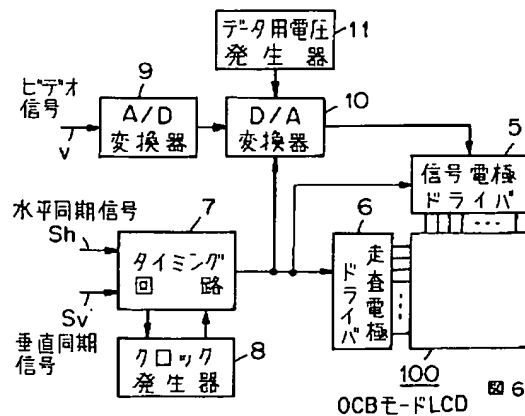 データ用電圧
発生器
11
9
ビデオ
信号
V
A/D
変換器
D/A
変換器
10
5
信号電極
ドライバ
水平同期信号
Sh
7
タイミング
回路
6
走査電極
ドライバ
Sv
垂直同期
信号
クロック
発生器
8
100
OCBモードLCD
図6